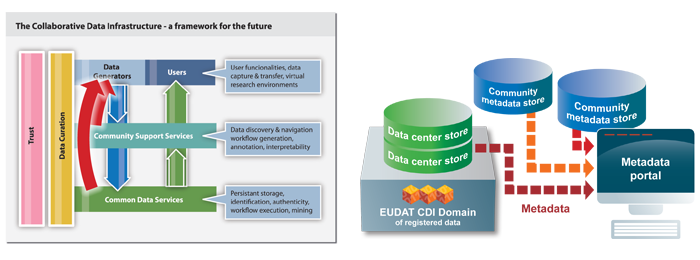 The Collaborative Data Infrastructure - a framework for the future
Trust
Data Curation
Data
Generators
Users
User funcionalities, data
capture & transfer, virtual
research environments
Community Support Services
Data discovery & navigation
workflow generation,
annotation, interpretability
Common Data Services
Persistant storage,
identification, authenticity,
workflow execution, mining
Community
metadata store
Community
metadata store
Data center store
Data center store
Metadata
portal
EUDAT CDI Domain
of registered data
Metadata